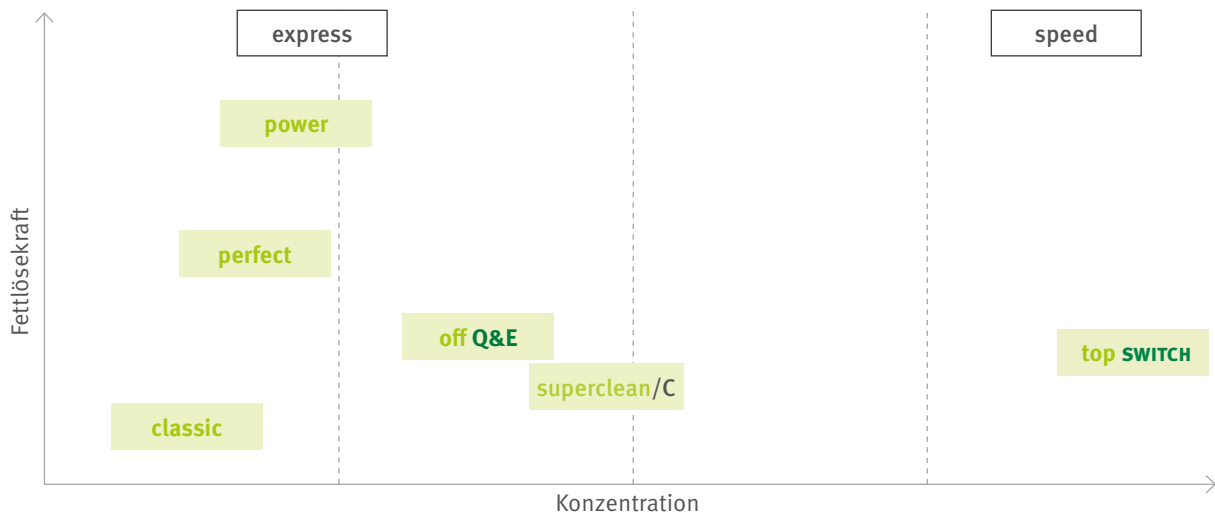 express
speed
power
perfect
off Q&E
top SWITCH
superclean/C
classic
Fettlösekraft
Konzentration